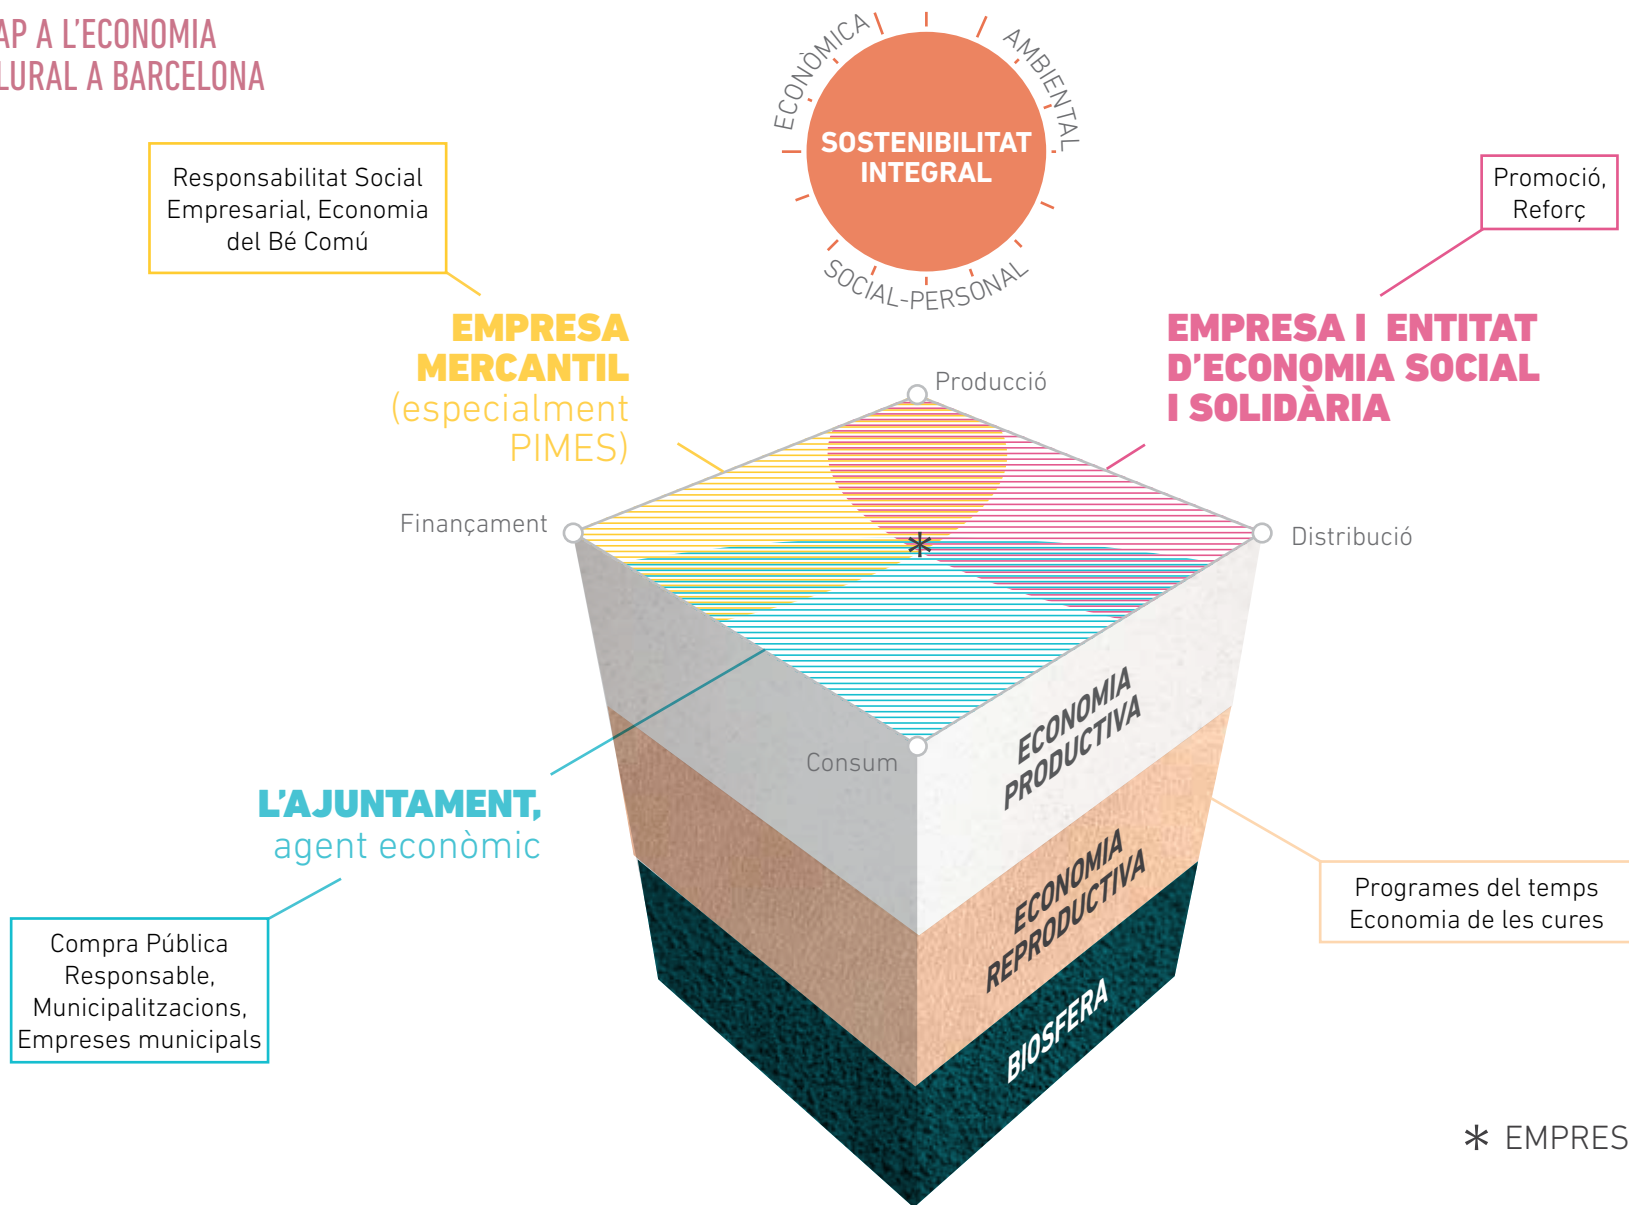 AP A L'ECONOMIA
LURAL A BARCELONA
ECONÒMICA
AMBIENTAL
SOSTENIBILITAT
INTEGRAL
SOCIAL-PERSONAL
Responsabilitat Social
Empresarial, Economia
del Bé Comú
Promoció,
Reforç
EMPRESA
MERCANTIL
(especialment
PIMES)
EMPRESA I ENTITAT
D'ECONOMIA SOCIAL
I SOLIDÀRIA
Producció
Finançament
*
Distribució
Consum
ECONOMIA
PRODUCTIVA
L'AJUNTAMENT,
agent econòmic
ECONOMIA
REPRODUCTIVA
Programes del temps
Economia de les cures
Compra Pública
Responsable,
Municipalitzacions,
Empreses municipals
BIOSFERA
* EMPRES